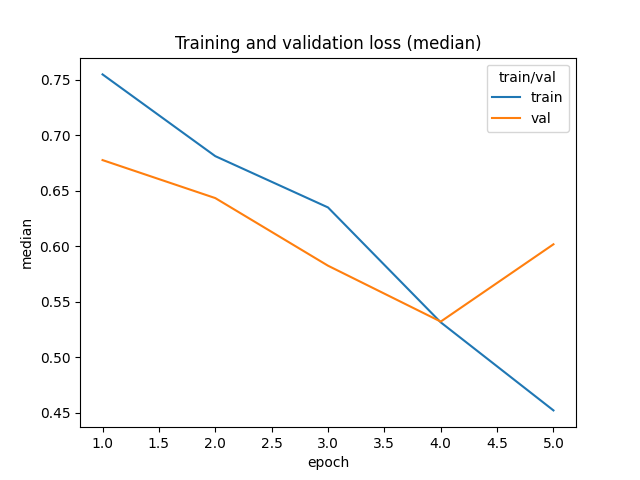 Training and validation loss (median)
train/val
train
val
0.75
0.70
0.65
0.60
0.55
0.50
0.45
median
1.0 1.5 2.0 2.5 3.0 3.5 4.0 4.5 5.0
epoch